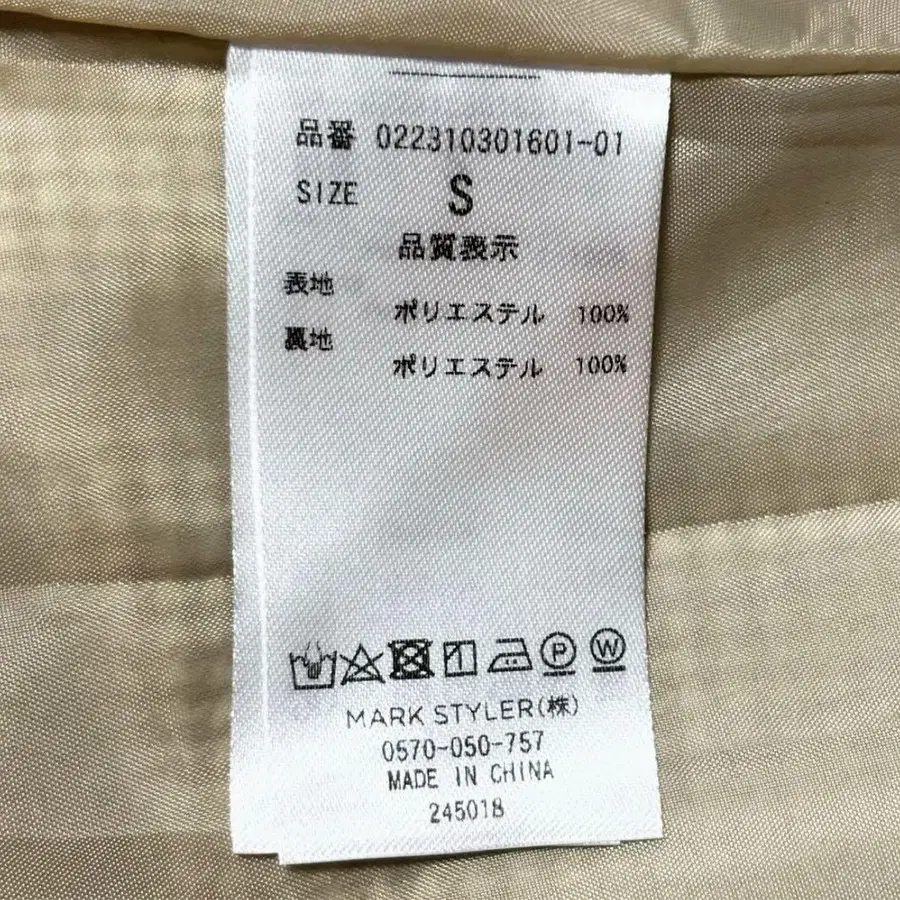 品番 022310301601-01
SIZE S
品質表示
表地
ポリエステル 100%
裏地
ポリエステル 100%
P W
MARK STYLER(株)
0570-050-757
MADE IN CHINA
245018